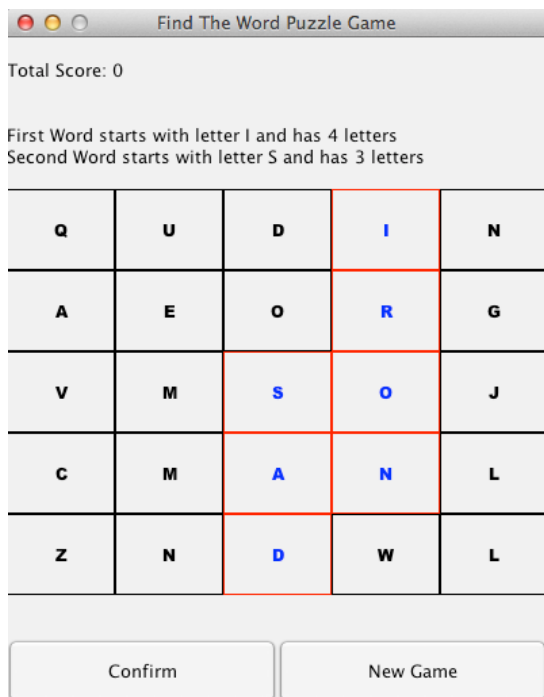 Find The Word Puzzle Game
Total Score: 0
First Word starts with letter I and has 4 letters
Second Word starts with letter S and has 3 letters
Q U D I N
A E O R G
V M S O J
C M A N L
Z N D W L
Confirm New Game